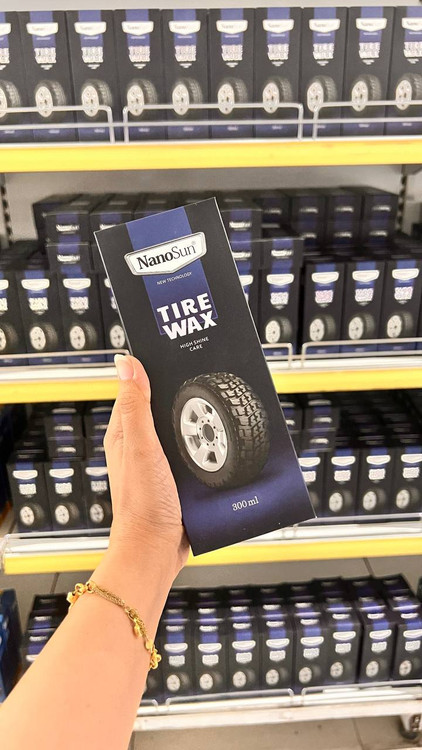 NanoSun
NEW TECHNOLOGY
TIRE
WAX
HIGH SHINE
CARE
300 ml